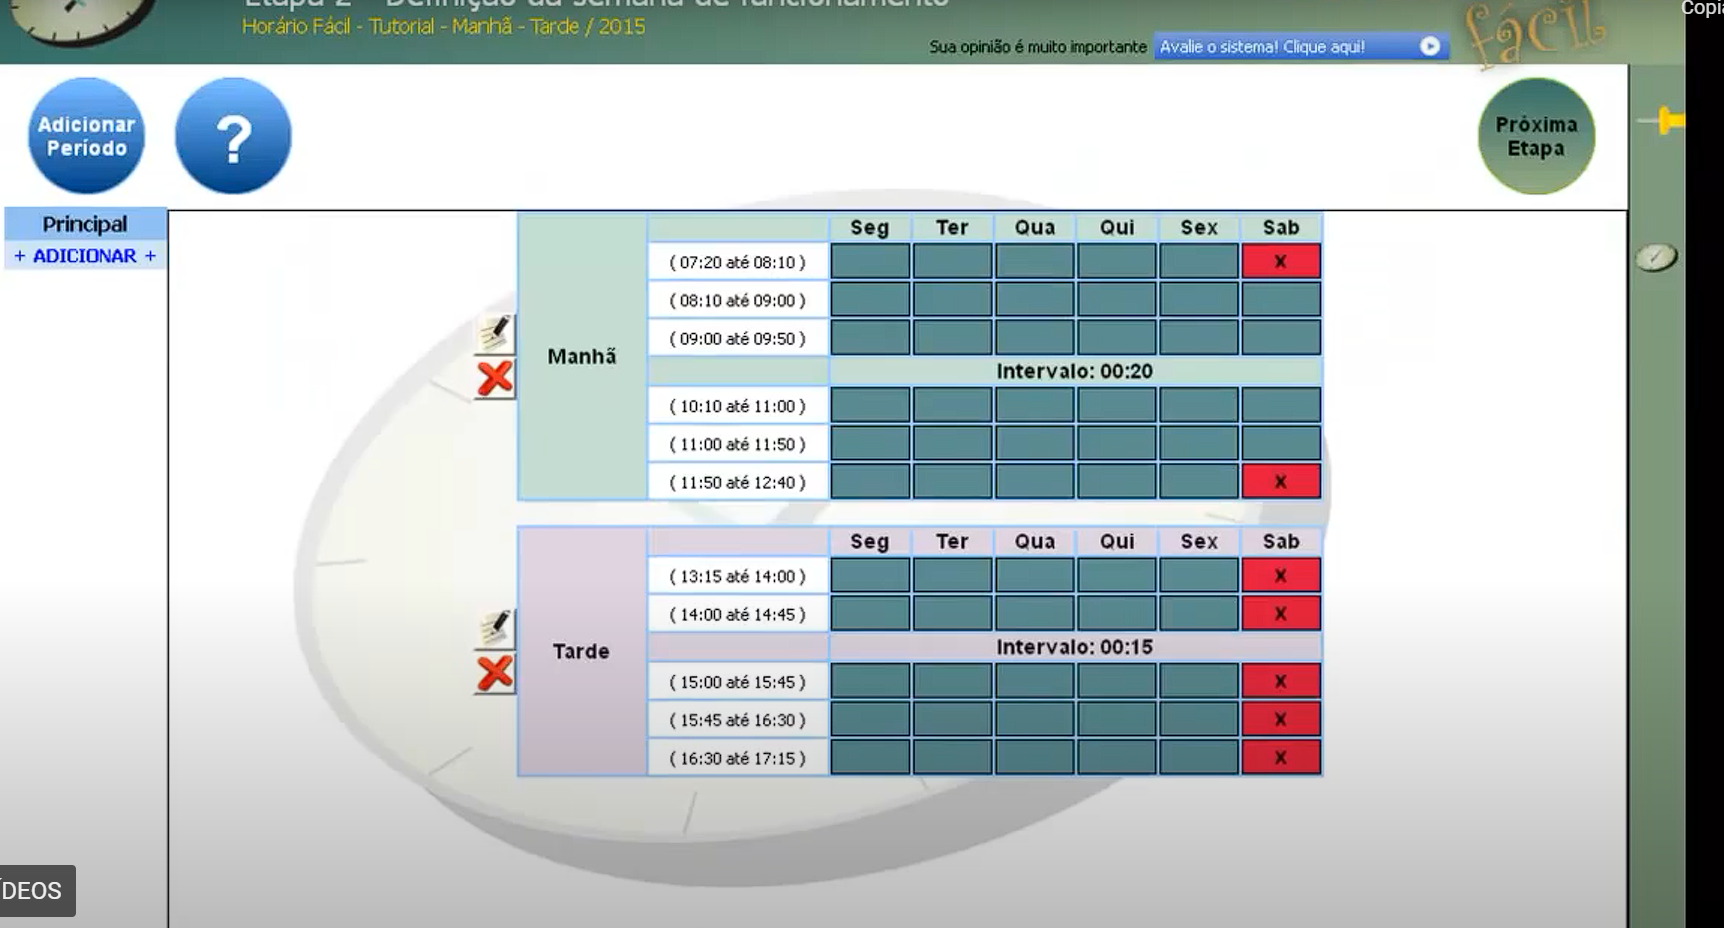 Etapa 2 - Definição da semana de funcionamento
Horário Fácil - Tutorial - Manhã - Tarde / 2015
Sua opinião é muito importante
Avalie o sistema! Clique aqui!
fácil
Adicionar
Período
?
Próxima
Etapa
Principal
+ ADICIONAR +
Manhã
Seg Ter Qua Qui Sex Sab
( 07:20 até 08:10 ) X
( 08:10 até 09:00 )
( 09:00 até 09:50 )
Intervalo: 00:20
( 10:10 até 11:00 )
( 11:00 até 11:50 )
( 11:50 até 12:40 ) X
Tarde
Seg Ter Qua Qui Sex Sab
( 13:15 até 14:00 ) X
( 14:00 até 14:45 ) X
Intervalo: 00:15
( 15:00 até 15:45 ) X
( 15:45 até 16:30 ) X
( 16:30 até 17:15 ) X